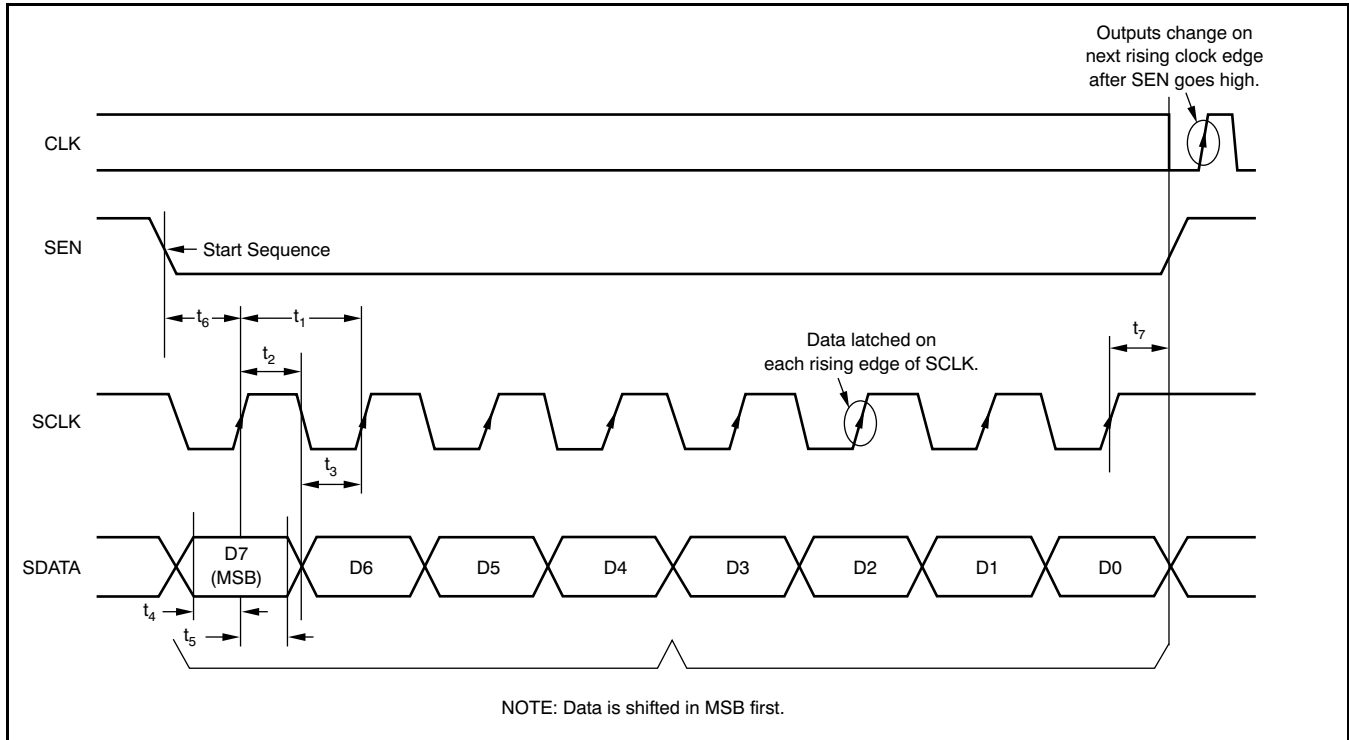 Outputs change on
next rising clock edge
after SEN goes high.
CLK
SEN
Start Sequence
t6
t1
t7
t2
Data latched on
each rising edge of SCLK.
SCLK
t3
SDATA
D7
(MSB)
D6
D5
D4
D3
D2
D1
D0
t4
t5
NOTE: Data is shifted in MSB first.